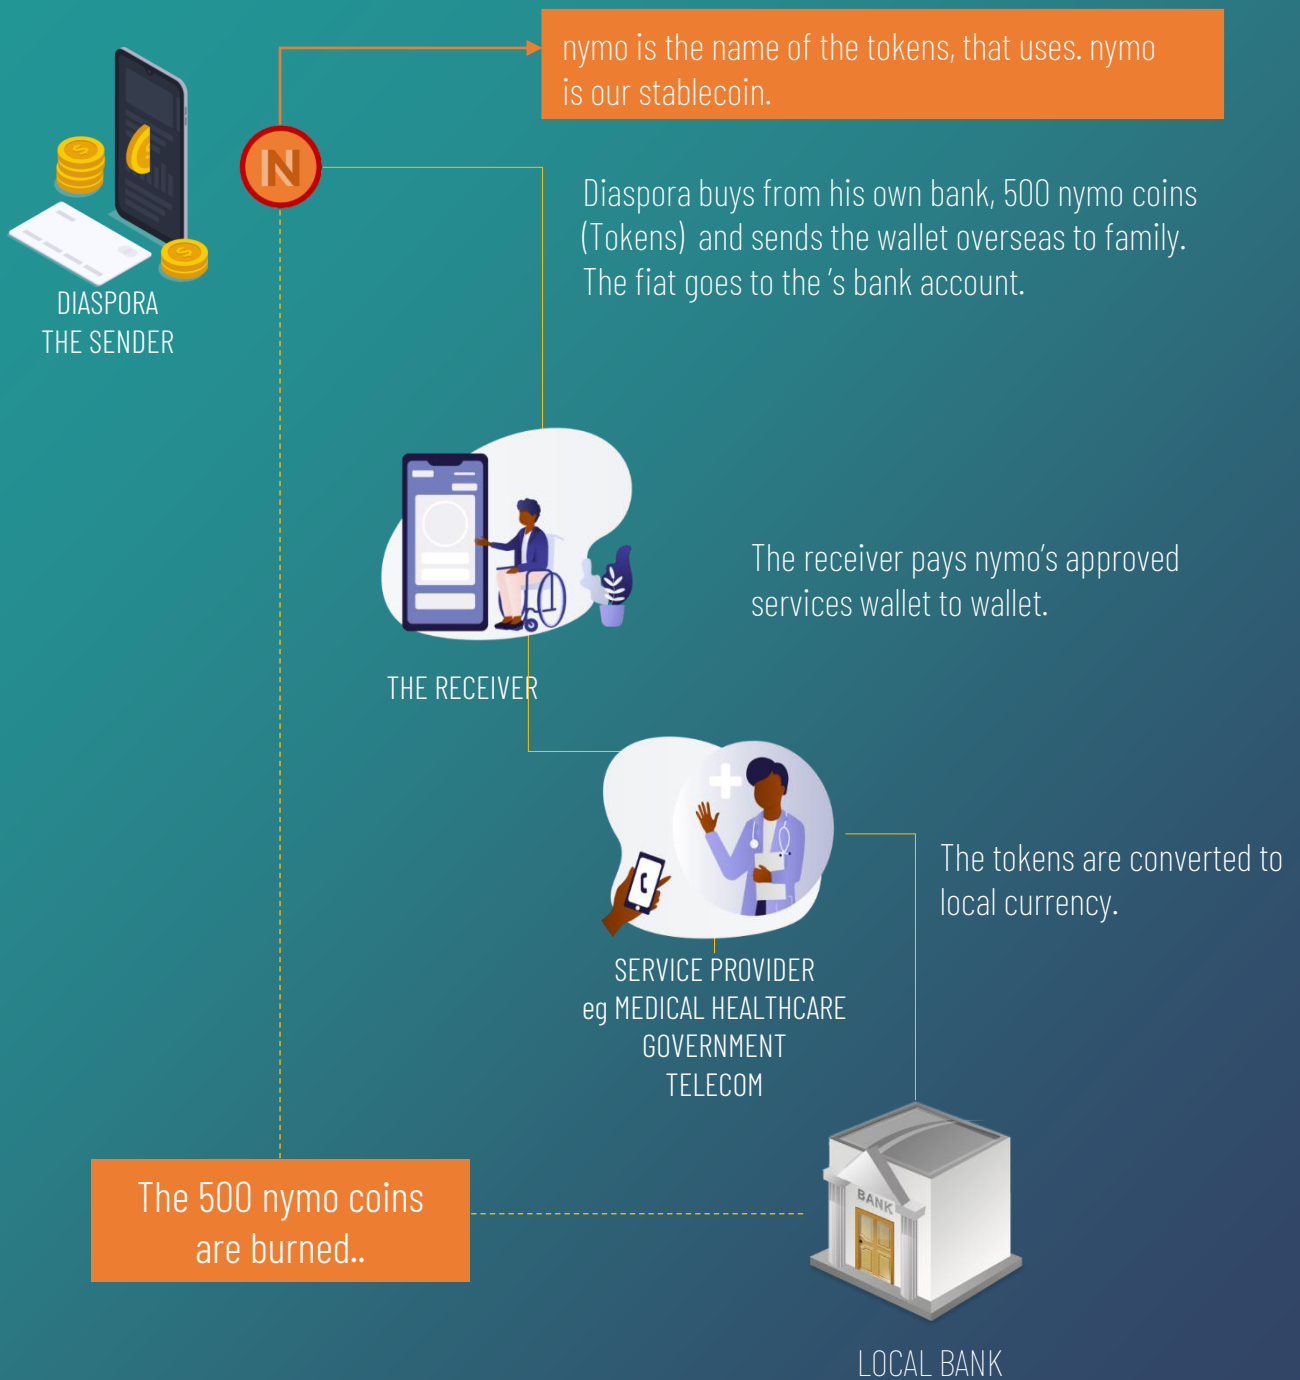 nymo is the name of the tokens, that uses. nymo
is our stablecoin.
N
Diaspora buys from his own bank, 500 nymo coins
(Tokens) and sends the wallet overseas to family.
The fiat goes to the ’s bank account.
DIASPORA
THE SENDER
The receiver pays nymo’s approved
services wallet to wallet.
THE RECEIVER
The tokens are converted to
local currency.
SERVICE PROVIDER
eg MEDICAL HEALTHCARE
GOVERNMENT
TELECOM
The 500 nymo coins
are burned..
BANK
LOCAL BANK